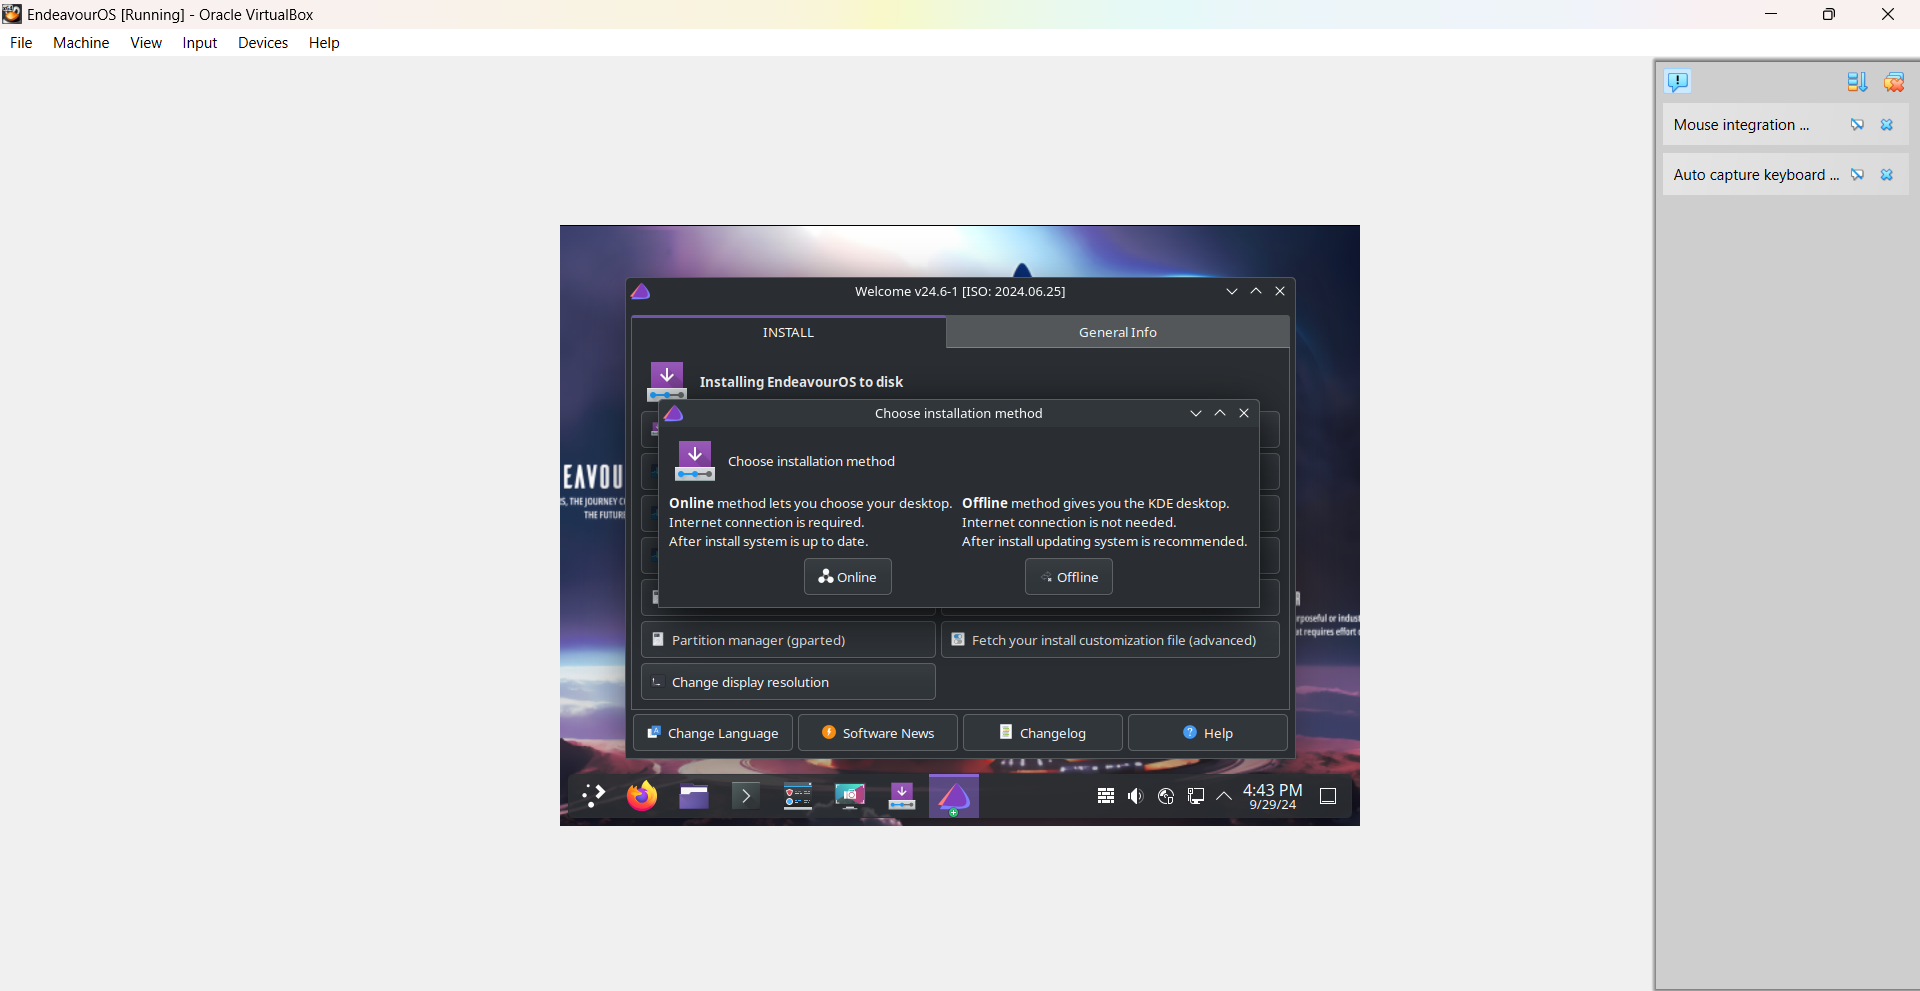 EndeavourOS [Running] - Oracle VirtualBox
File Machine View Input Devices Help
Mouse integration ...
Auto capture keyboard ...
Welcome v24.6-1 [ISO: 2024.06.25]
INSTALL
General Info
Installing EndeavourOS to disk
Choose installation method
Choose installation method
Online method lets you choose your desktop.
Internet connection is required.
After install system is up to date.
Offline method gives you the KDE desktop.
Internet connection is not needed.
After install updating system is recommended.
Online
Offline
EAVOU
S, THE JOURNEY
THE FUTUR
rposeful or indust
at requires effort
Partition manager (gparted)
Fetch your install customization file (advanced)
Change display resolution
Change Language
Software News
Changelog
Help
4:43 PM
9/29/24